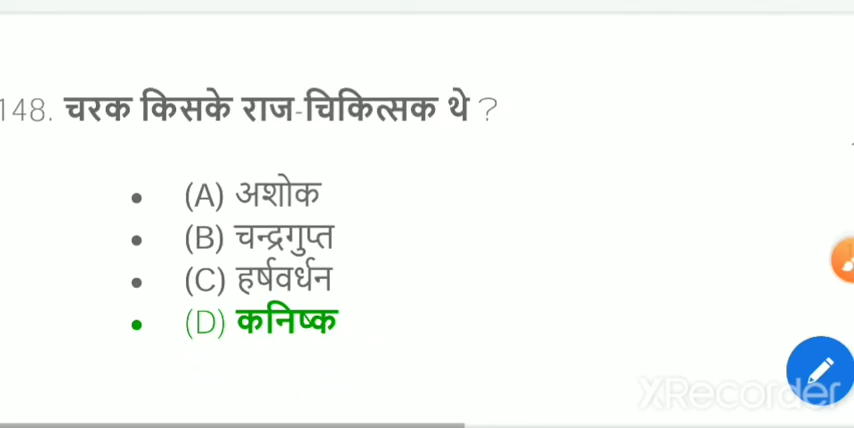 148. चरक किसके राज-चिकित्सक थे ?
• (A) अशोक
• (B) चन्द्रगुप्त
• (C) हर्षवर्धन
• (D) कनिष्क
XRecorder